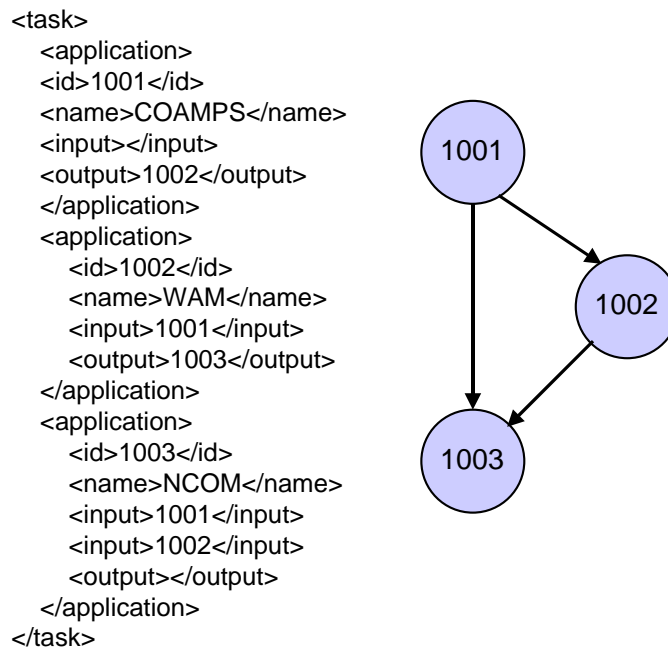 <task>
<application>
<id>1001</id>
<name>COAMPS</name>
<input></input>
<output>1002</output>
</application>
<application>
<id>1002</id>
<name>WAM</name>
<input>1001</input>
<output>1003</output>
</application>
<application>
<id>1003</id>
<name>NCOM</name>
<input>1001</input>
<input>1002</input>
<output></output>
</application>
</task>
1001
1002
1003